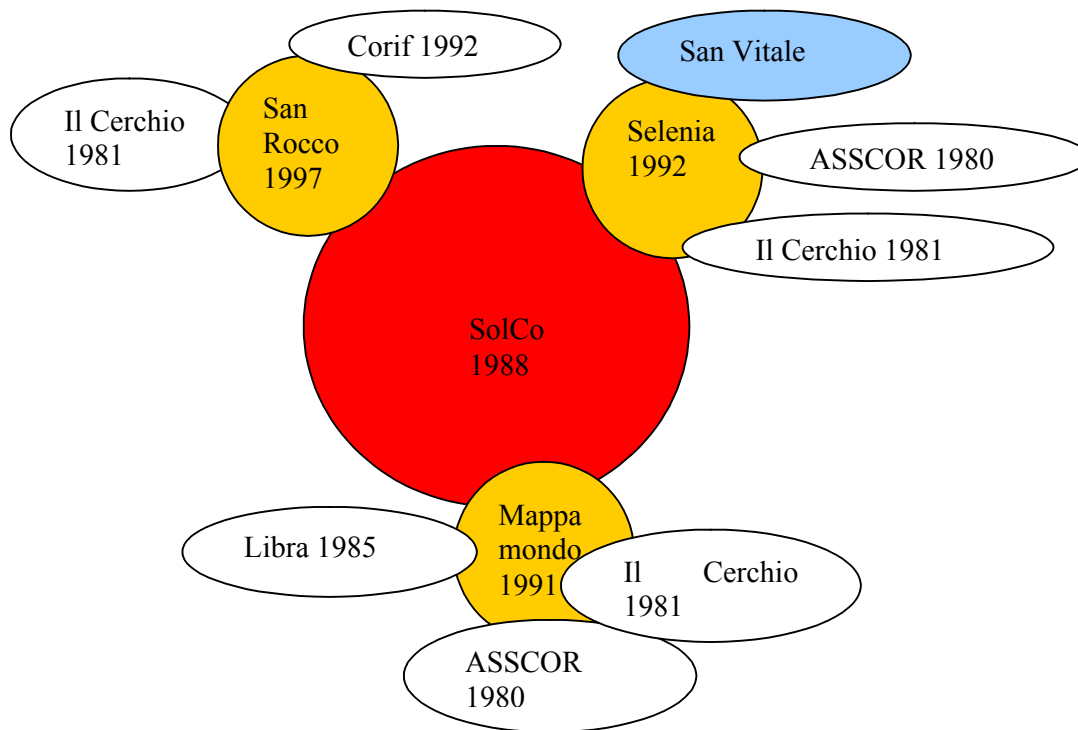 Corif 1992
San Vitale
Il Cerchio
1981
San
Rocco
1997
Selenia
1992
ASSCOR 1980
Il Cerchio 1981
SolCo
1988
Libra 1985
Mappa
mondo
1991
Il Cerchio
1981
ASSCOR
1980